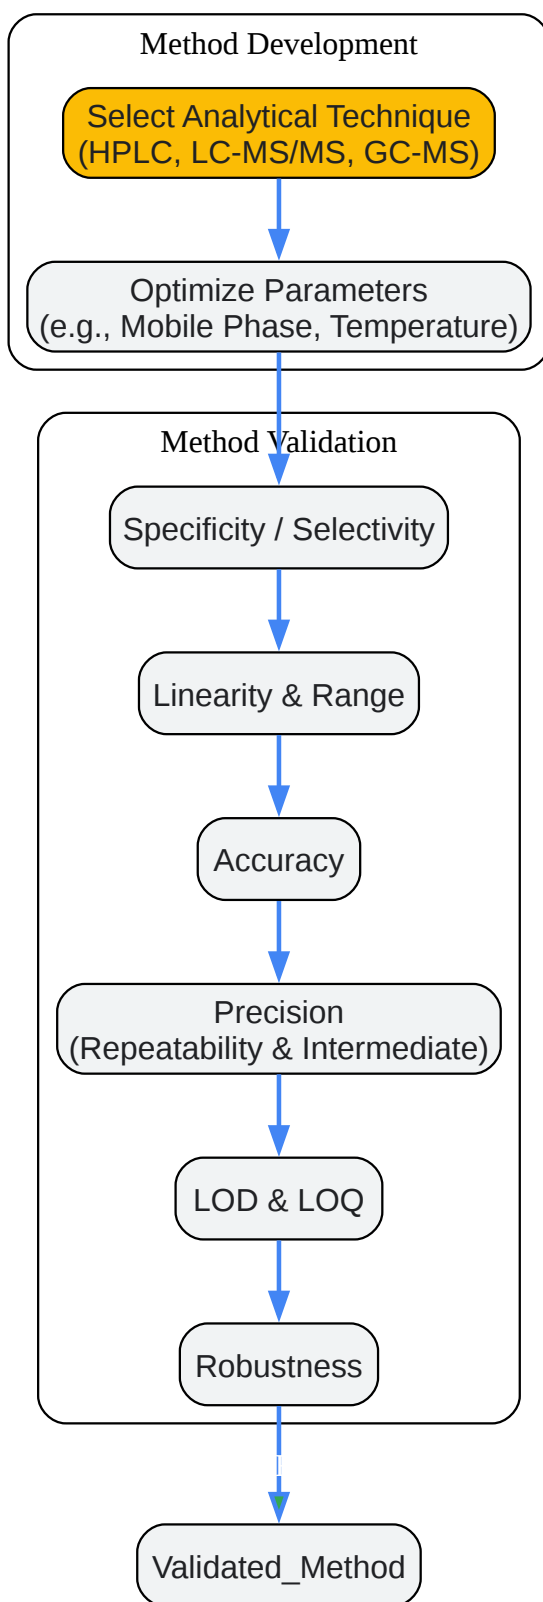 Method Development
Select Analytical Technique
(HPLC, LC-MS/MS, GC-MS)
Optimize Parameters
(e.g., Mobile Phase, Temperature)
Method Validation
Specificity / Selectivity
Linearity & Range
Accuracy
Precision
(Repeatability & Intermediate)
LOD & LOQ
Robustness
Validated_Method